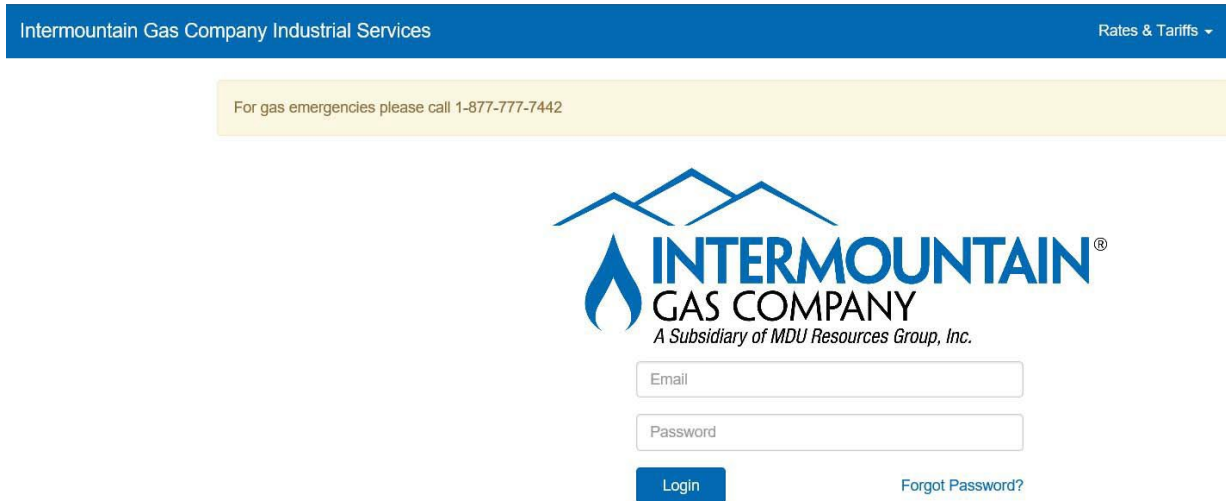 Intermountain Gas Company Industrial Services
Rates & Tariffs
For gas emergencies please call 1-877-777-7442
INTERMOUNTAIN®
GAS COMPANY
A Subsidiary of MDU Resources Group, Inc.
Email
Password
Login
Forgot Password?